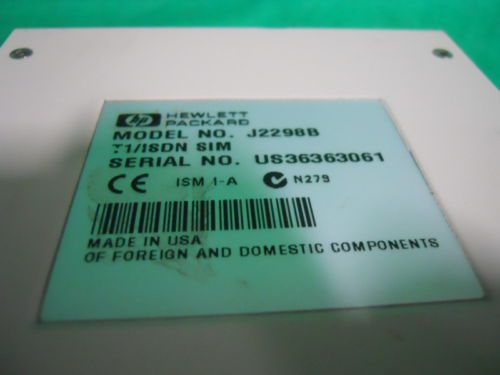 hp HEWLETT
PACKARD
MODEL NO. J2298B
T1/ISDN SIM
SERIAL NO. US36363061
CE ISM I-A N279
MADE IN USA
OF FOREIGN AND DOMESTIC COMPONENTS